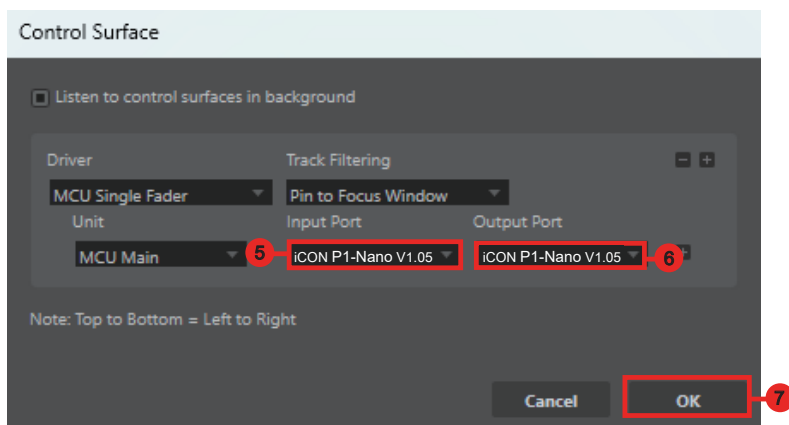 Control Surface
Listen to control surfaces in background
Driver Track Filtering
MCU Single Fader Pin to Focus Window
Unit Input Port Output Port
MCU Main 5 iCON P1-Nano V1.05 iCON P1-Nano V1.05 6
Note: Top to Bottom = Left to Right
Cancel OK 7